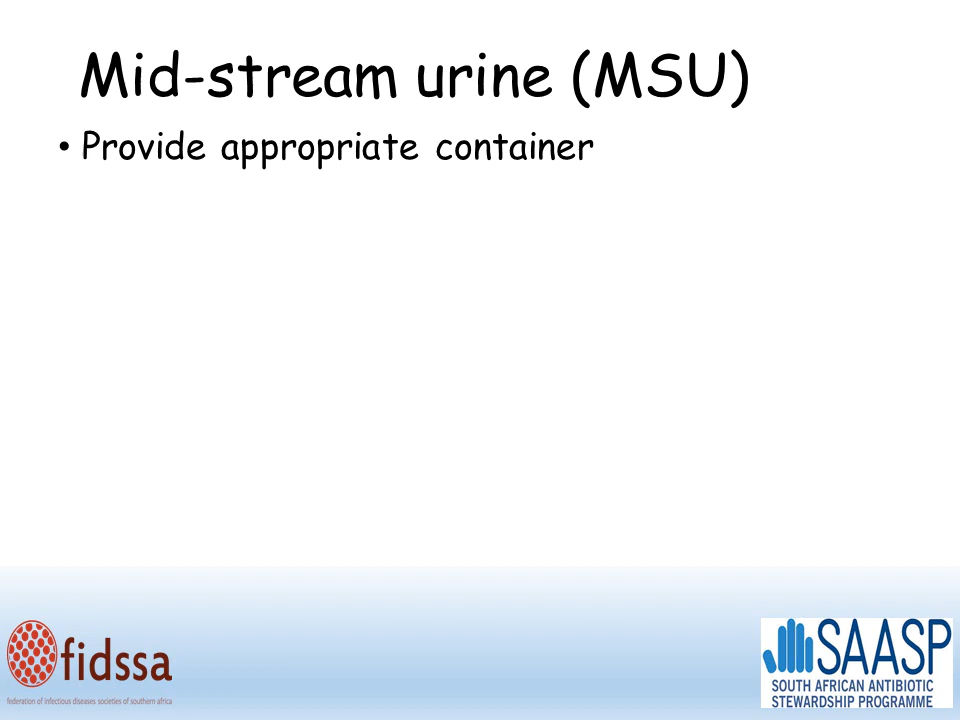 Mid-stream urine (MSU)
• Provide appropriate container
fidssa
federation of infectious diseases societies of southern africa
SAASP
SOUTH AFRICAN ANTIBIOTIC
STEWARDSHIP PROGRAMME